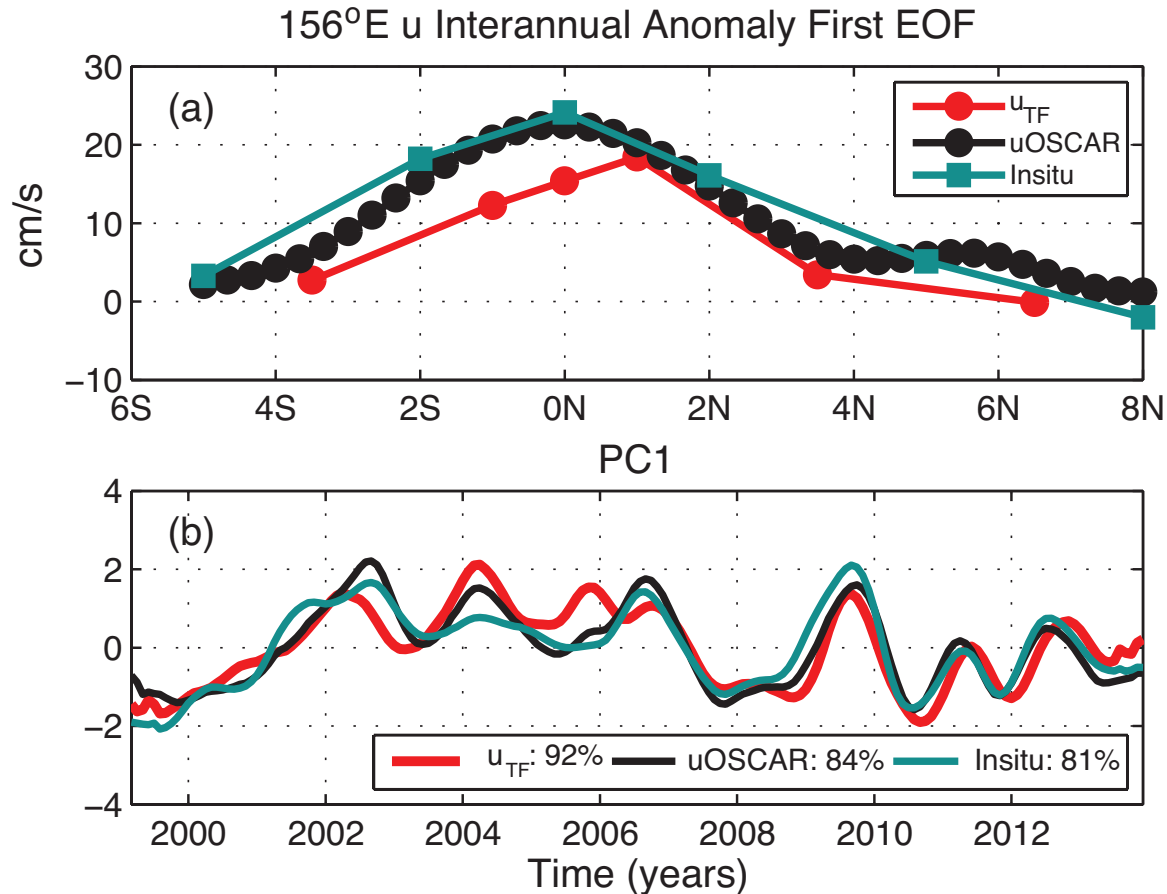 156°E u Interannual Anomaly First EOF
(a)
u_TF
uOSCAR
Insitu
30
20
10
0
−10
cm/s
6S 4S 2S 0N 2N 4N 6N 8N
PC1
(b)
4
2
0
−2
−4
u_TF: 92% uOSCAR: 84% Insitu: 81%
2000 2002 2004 2006 2008 2010 2012
Time (years)